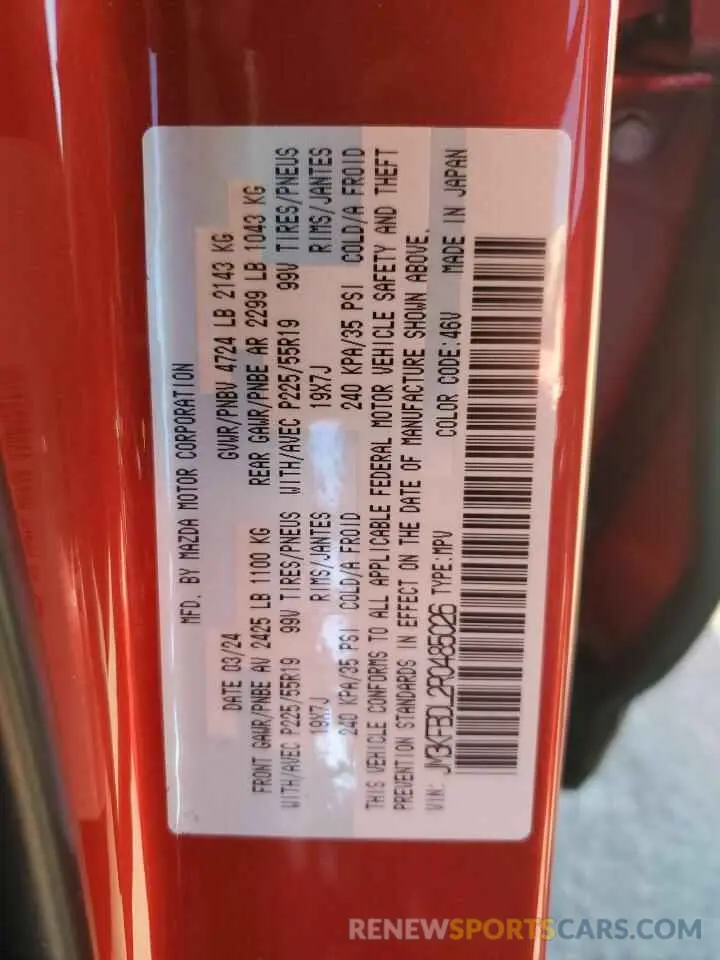 MFD. BY MAZDA MOTOR CORPORATION
DATE 03/24 GVWR/PNBV 4724 LB 2143 KG
FRONT GAWR/PNBE AV 2425 LB 1100 KG REAR GAWR/PNBE AR 2299 LB 1043 KG
WITH/AVEC P225/55R19 99V TIRES/PNEUS WITH/AVEC P225/55R19 99V TIRES/PNEUS
19X7J RIMS/JANTES 19X7J RIMS/JANTES
240 KPA/35 PSI COLD/A FROID 240 KPA/35 PSI COLD/A FROID
THIS VEHICLE CONFORMS TO ALL APPLICABLE FEDERAL MOTOR VEHICLE SAFETY AND THEFT
PREVENTION STANDARDS IN EFFECT ON THE DATE OF MANUFACTURE SHOWN ABOVE.
VIN: JM3KFBDL2R0485026 TYPE:MPV COLOR CODE:46V MADE IN JAPAN
RENEWSPORTSCARS.COM